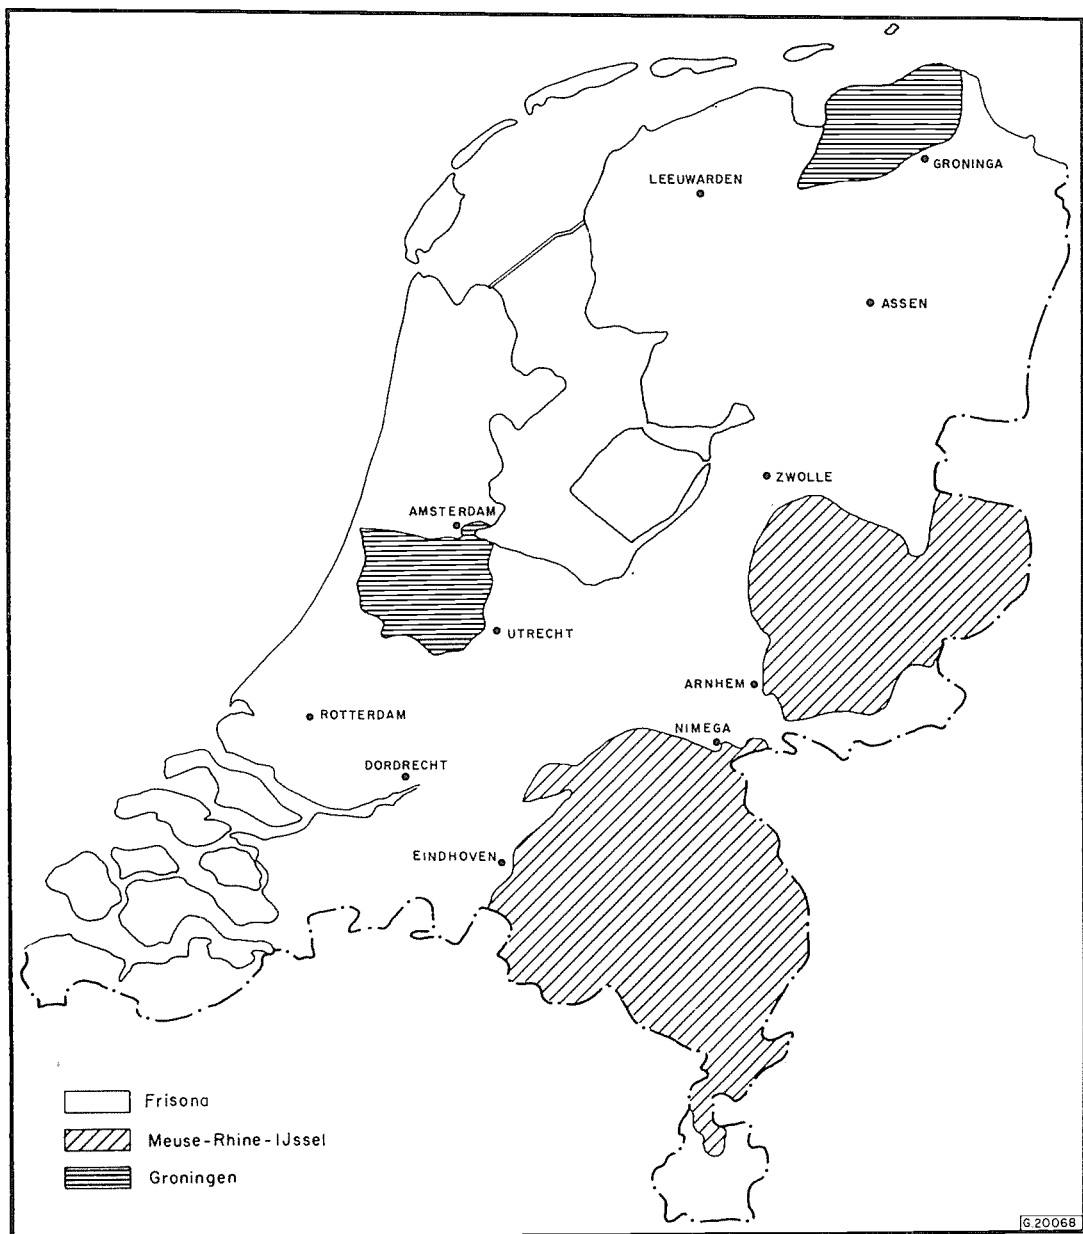 GRONINGA
LEEUWARDEN
ASSEN
ZWOLLE
AMSTERDAM
UTRECHT
ARNHEM
ROTTERDAM
NIMEGA
DORDRECHT
EINDHOVEN
Frisona
Meuse-Rhine-IJssel
Groningen
G.20068